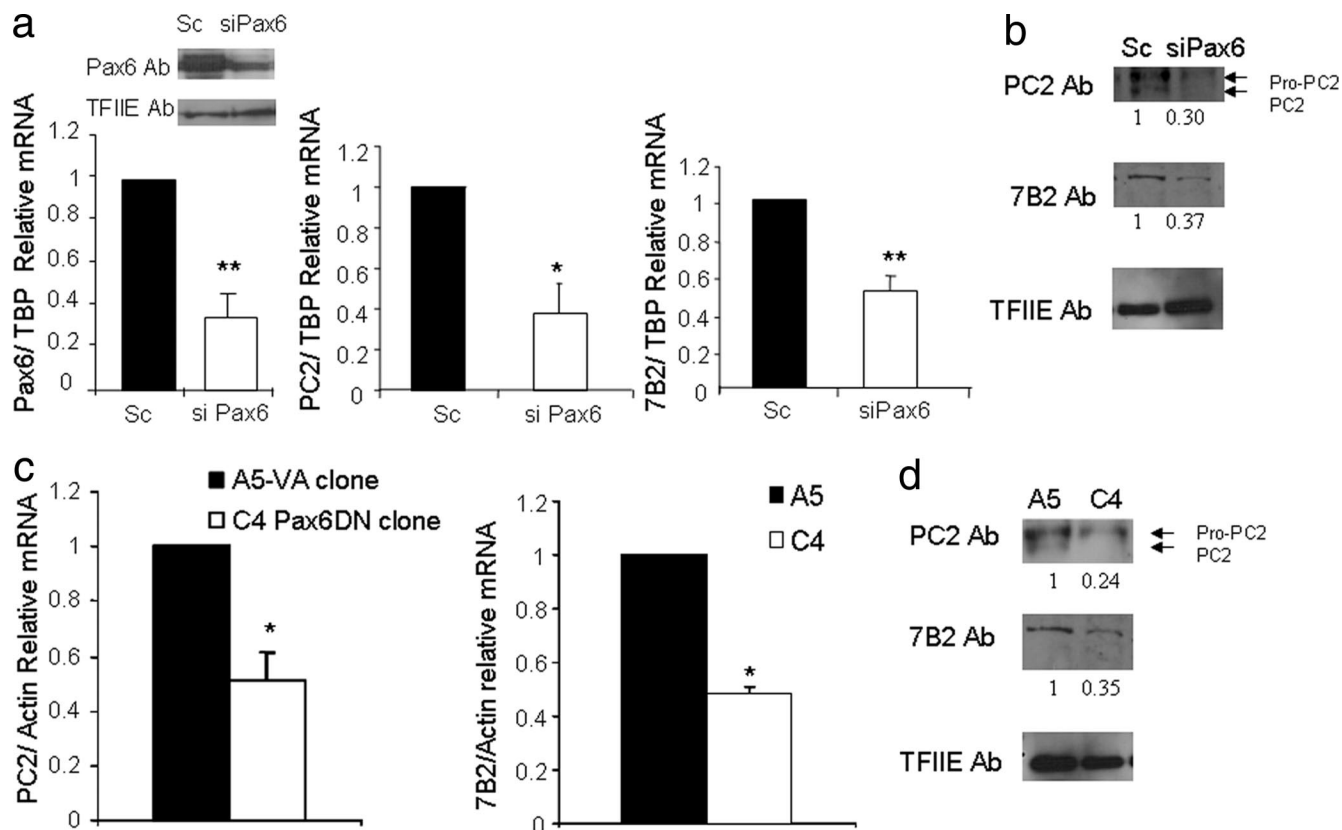 a
Sc siPax6
Pax6 Ab
TFIIE Ab
Pax6/ TBP Relative mRNA
1.2
1
0.8
0.6
0.4
0.2
0
**
Sc
si Pax6
PC2/ TBP Relative mRNA
1.2
1
0.8
0.6
0.4
0.2
0
*
Sc
si Pax6
7B2/ TBP Relative mRNA
1.2
1
0.8
0.6
0.4
0.2
0
**
Sc
siPax6
b
Sc siPax6
PC2 Ab
Pro-PC2
PC2
1 0.30
7B2 Ab
1 0.37
TFIIE Ab
c
A5-VA clone
C4 Pax6DN clone
PC2/ Actin Relative mRNA
1.2
1
0.8
0.6
0.4
0.2
0
*
A5
C4
7B2/Actin relative mRNA
1.2
1
0.8
0.6
0.4
0.2
0
*
d
A5 C4
PC2 Ab
Pro-PC2
PC2
1 0.24
7B2 Ab
1 0.35
TFIIE Ab